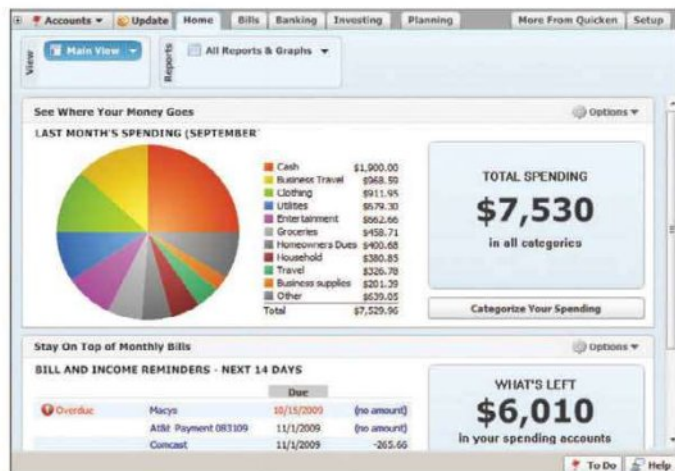 Accounts Update Home Bills Banking Investing Planning More From Quicken Setup
View Main View Reports All Reports & Graphs
See Where Your Money Goes Options
LAST MONTH'S SPENDING (SEPTEMBER
Cash $1,900.00
Business Travel $968.59
Clothing $911.95
Utilities $679.30
Entertainment $662.66
Groceries $458.71
Homeowners Dues $400.68
Household $380.85
Travel $326.78
Business supplies $201.39
Other $639.05
Total $7,529.96
TOTAL SPENDING
$7,530
in all categories
Categorize Your Spending
Stay On Top of Monthly Bills Options
BILL AND INCOME REMINDERS - NEXT 14 DAYS
Due
Overdue Macys 10/15/2009 (no amount)
At&t Payment 083109 11/1/2009 (no amount)
Comcast 11/1/2009 -265.66
WHAT'S LEFT
$6,010
in your spending accounts
To Do Help